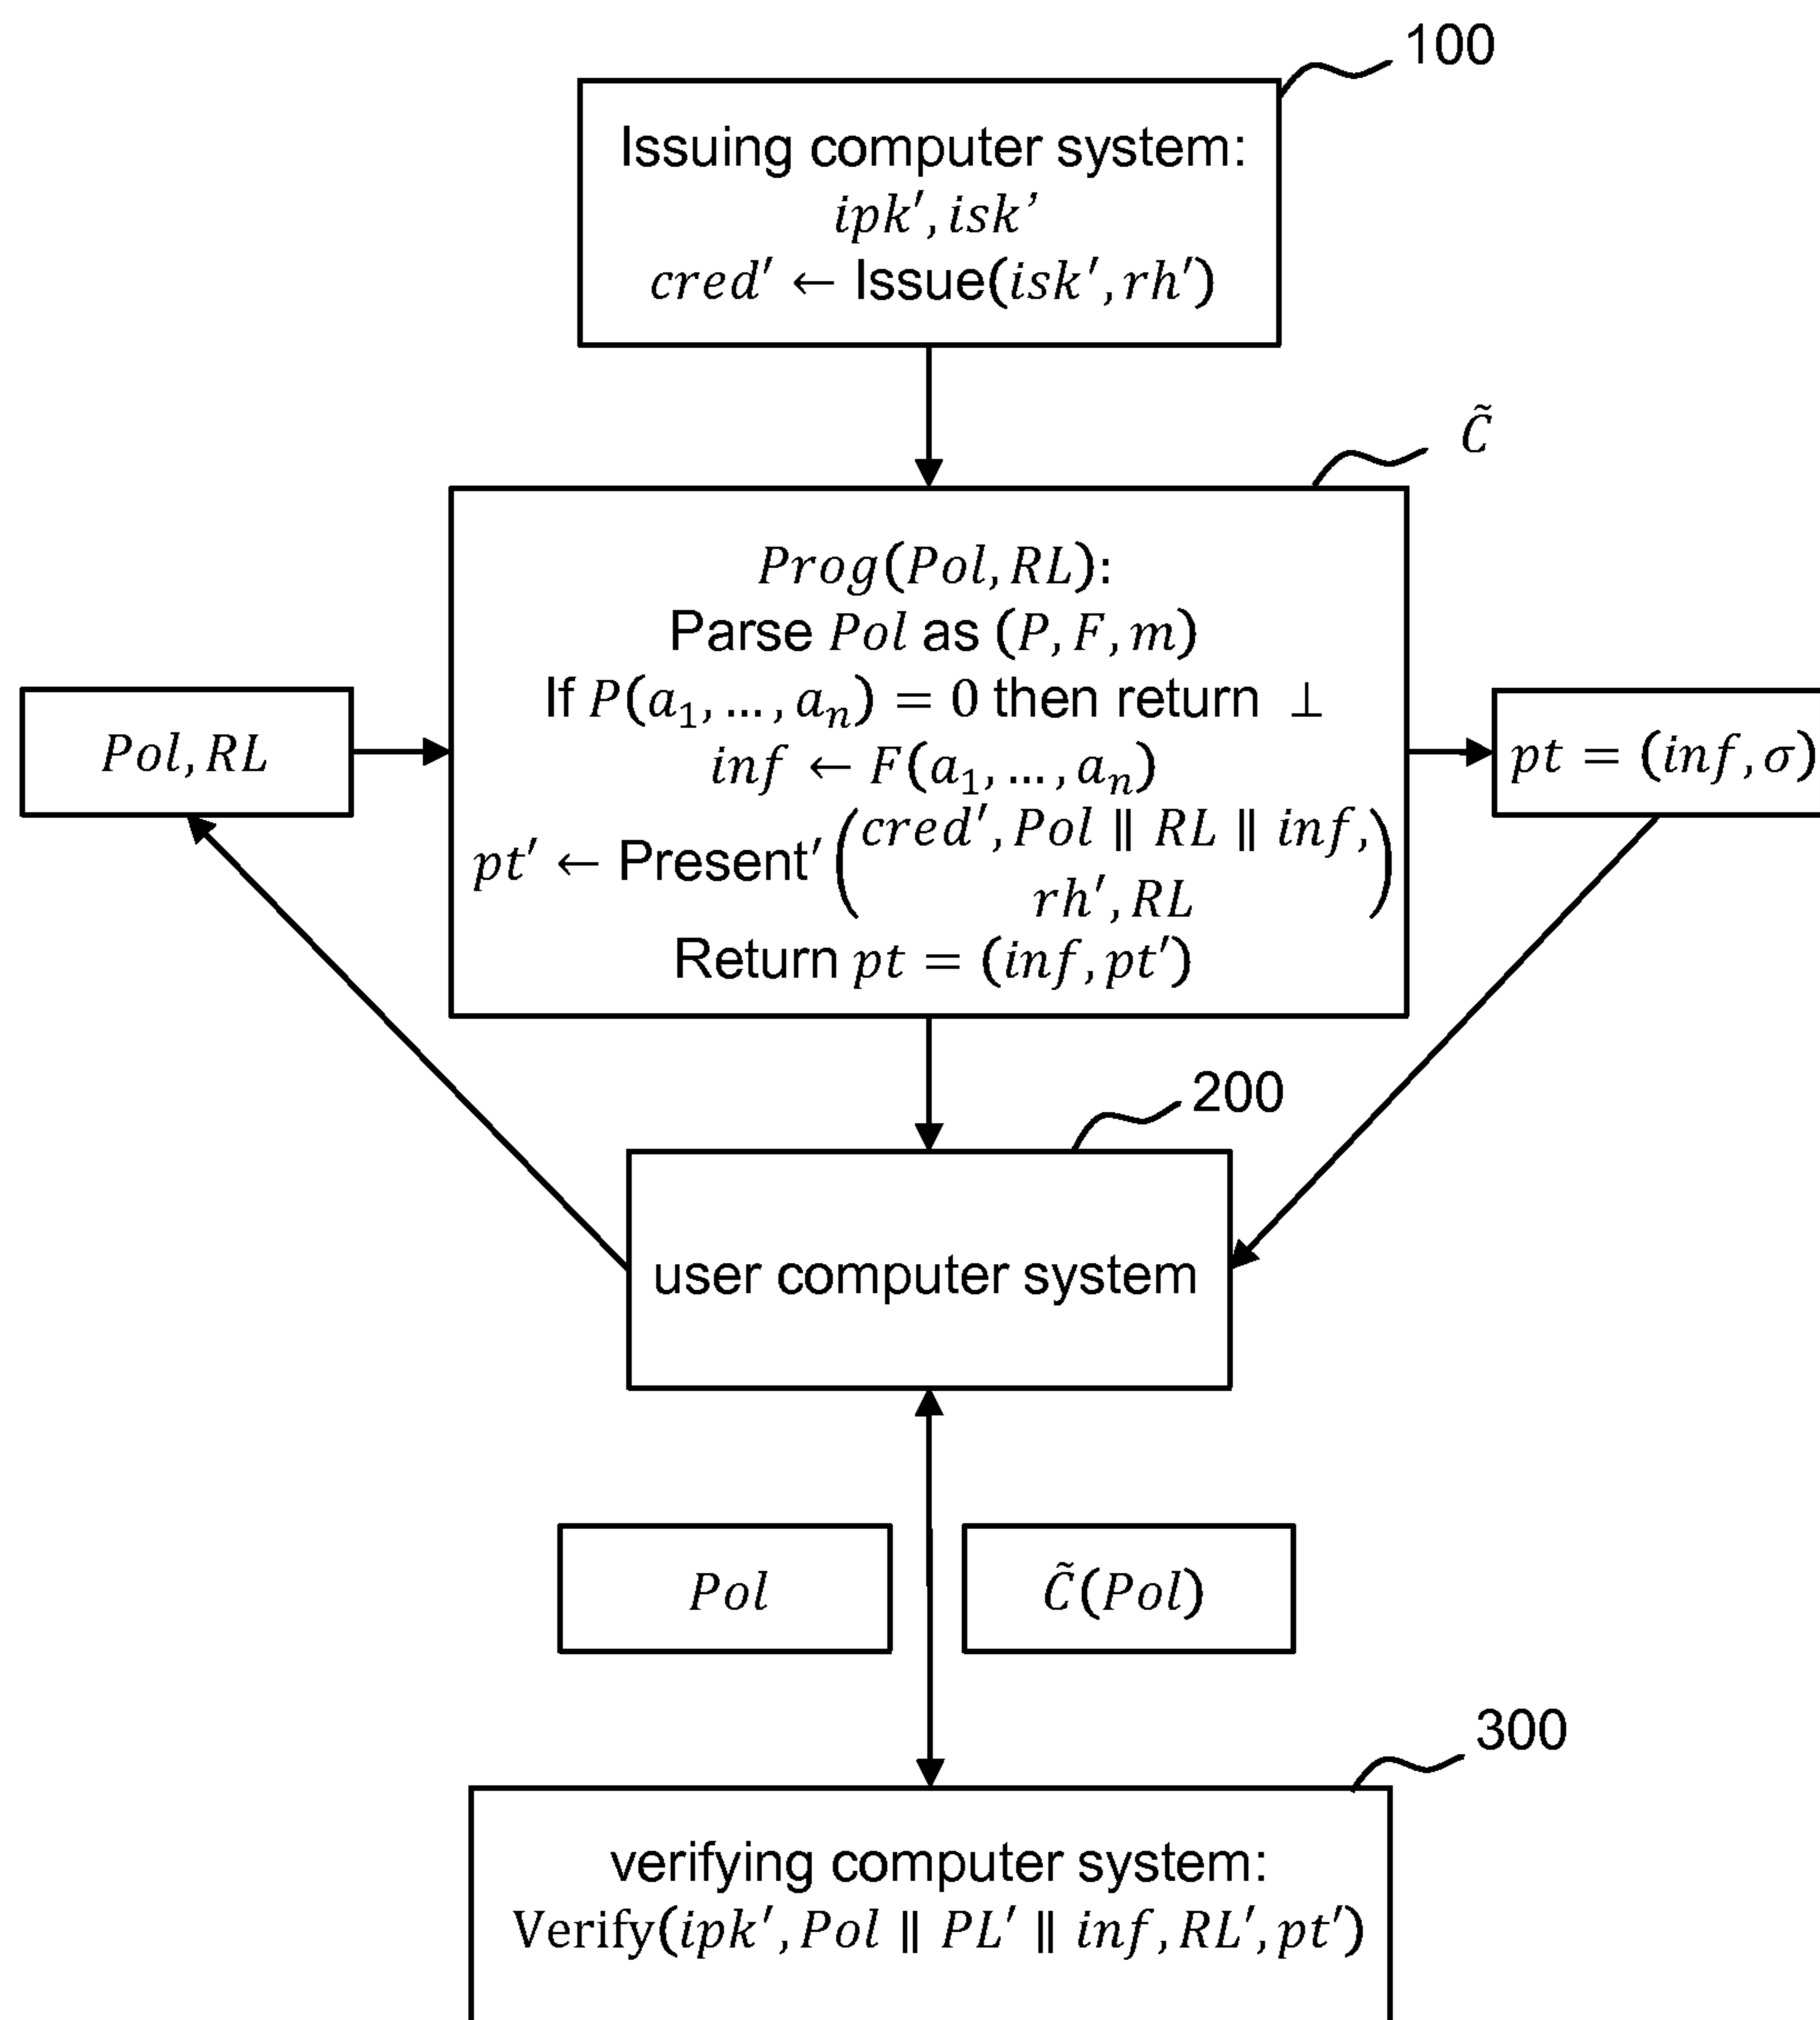 100
Issuing computer system:
ipk′, isk’
cred′ ← Issue(isk′, rh′)
C̃
Prog(Pol, RL):
Parse Pol as (P, F, m)
If P(a₁, … , aₙ) = 0 then return ⊥
inf ← F(a₁, … , aₙ)
pt′ ← Present′ (cred′, Pol ∥ RL ∥ inf,
rh′, RL)
Return pt = (inf, pt′)
Pol, RL
pt = (inf, σ)
200
user computer system
Pol
C̃(Pol)
300
verifying computer system:
Verify(ipk′, Pol ∥ PL′ ∥ inf, RL′, pt′)